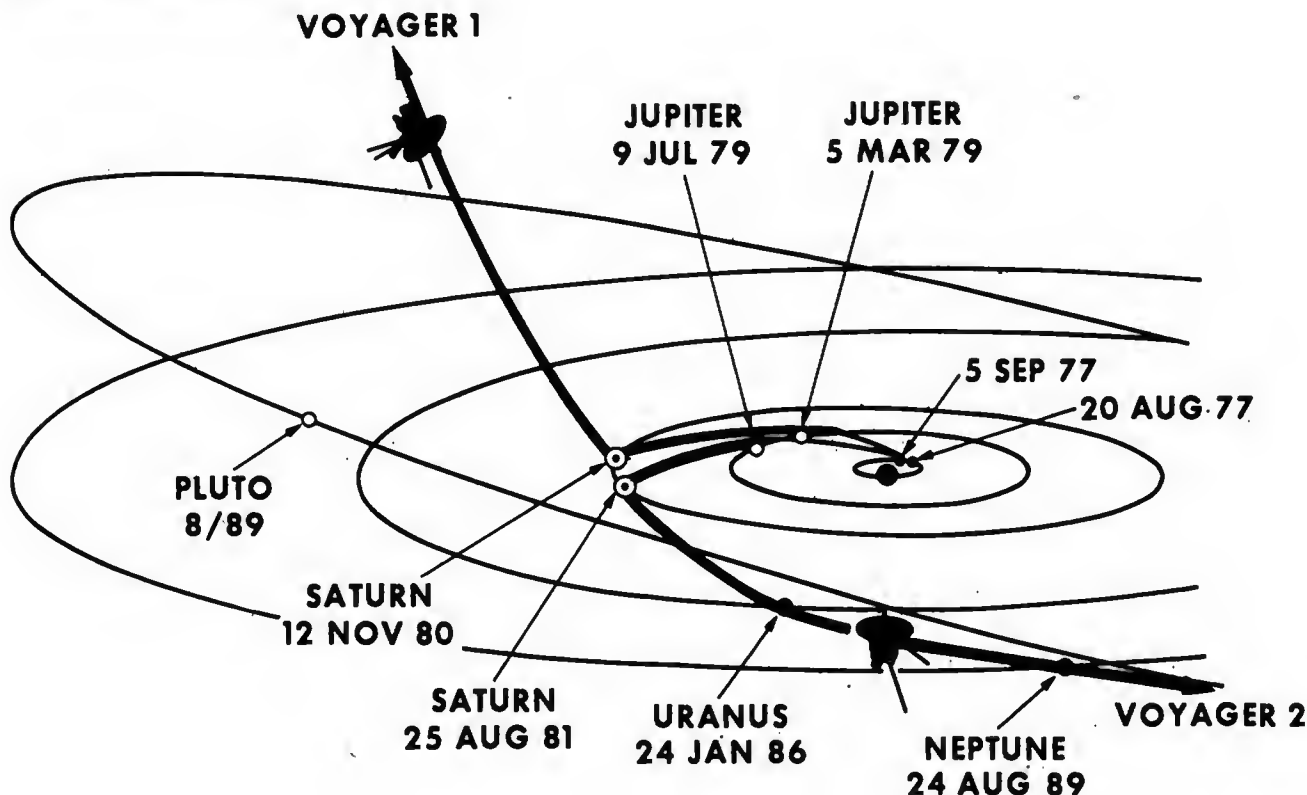 VOYAGER 1
JUPITER
9 JUL 79
JUPITER
5 MAR 79
5 SEP 77
20 AUG 77
PLUTO
8/89
SATURN
12 NOV 80
SATURN
25 AUG 81
URANUS
24 JAN 86
NEPTUNE
24 AUG 89
VOYAGER 2